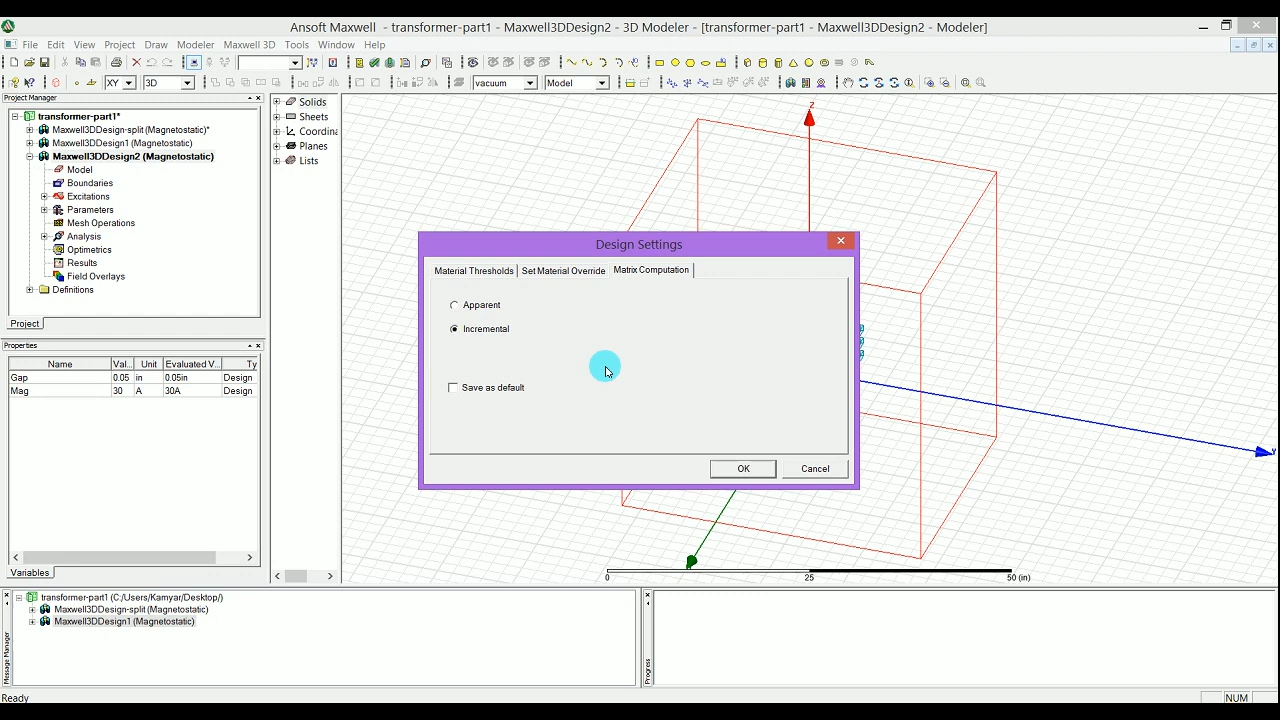 Ansoft Maxwell - transformer-part1 - Maxwell3DDesign2 - 3D Modeler - [transformer-part1 - Maxwell3DDesign2 - Modeler]
File Edit View Project Draw Modeler Maxwell 3D Tools Window Help
XY 3D vacuum Model
Project Manager
transformer-part1*
Maxwell3DDesign-split (Magnetostatic)*
Maxwell3DDesign1 (Magnetostatic)
Maxwell3DDesign2 (Magnetostatic)
Model
Boundaries
Excitations
Parameters
Mesh Operations
Analysis
Optimetrics
Results
Field Overlays
Definitions
Project
Solids
Sheets
Coordina
Planes
Lists
Z
Design Settings
Material Thresholds Set Material Override Matrix Computation
Apparent
Incremental
Save as default
OK Cancel
0 25 50 (in)
Properties
Name Val... Unit Evaluated V... Ty
Gap 0.05 in 0.05in Design
Mag 30 A 30A Design
Variables
Message Manager
transformer-part1 (C:/Users/Kamyar/Desktop/)
Maxwell3DDesign-split (Magnetostatic)
Maxwell3DDesign1 (Magnetostatic)
Progress
Ready
NUM